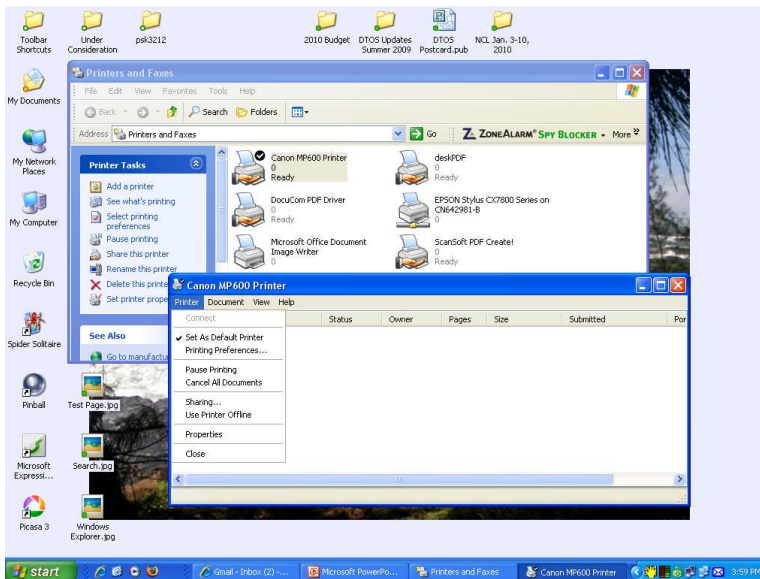 Toolbar Shortcuts
Under Consideration
psk3212
2010 Budget
DTOS Updates Summer 2009
DTOS Postcard.pub
NCL Jan. 3-10, 2010
My Documents
My Network Places
My Computer
Recycle Bin
Spider Solitaire
Pinball
Microsoft Expressi...
Picasa 3
Test Page.jpg
Search.jpg
Windows Explorer.jpg
Printers and Faxes
File Edit View Favorites Tools Help
Back Search Folders
Address Printers and Faxes Go ZONEALARM® SPY BLOCKER More »
Printer Tasks
Add a printer
See what's printing
Select printing preferences
Pause printing
Share this printer
Rename this printer
Delete this printe
Set printer prope
See Also
Go to manufactu
Canon MP600 Printer
0
Ready
deskPDF
0
Ready
DocuCom PDF Driver
0
Ready
EPSON Stylus CX7800 Series on
CN642981-B
0
Microsoft Office Document
Image Writer
0
ScanSoft PDF Create!
0
Ready
Canon MP600 Printer
Printer Document View Help
Status Owner Pages Size Submitted Por
Connect
Set As Default Printer
Printing Preferences...
Pause Printing
Cancel All Documents
Sharing...
Use Printer Offline
Properties
Close
start Gmail - Inbox (2) -... Microsoft PowerPo... Printers and Faxes Canon MP600 Printer 3:59 PM